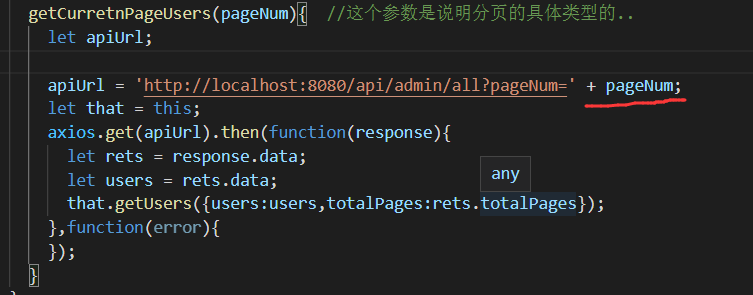 getCurretnPageUsers(pageNum){  //这个参数是说明分页的具体类型的..
let apiUrl;
apiUrl = 'http://localhost:8080/api/admin/all?pageNum=' + pageNum;
let that = this;
axios.get(apiUrl).then(function(response){
let rets = response.data;
let users = rets.data;
any
that.getUsers({users:users,totalPages:rets.totalPages});
},function(error){
});
}